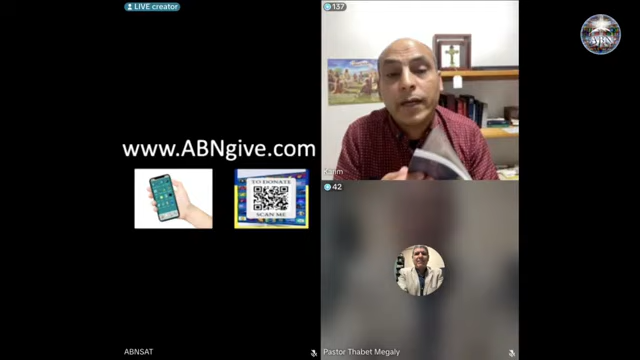 LIVE creator
137
ABN
www.ABNgive.com
TO DONATE
SCAN ME
Karim
42
ABNSAT
Pastor Thabet Megaly